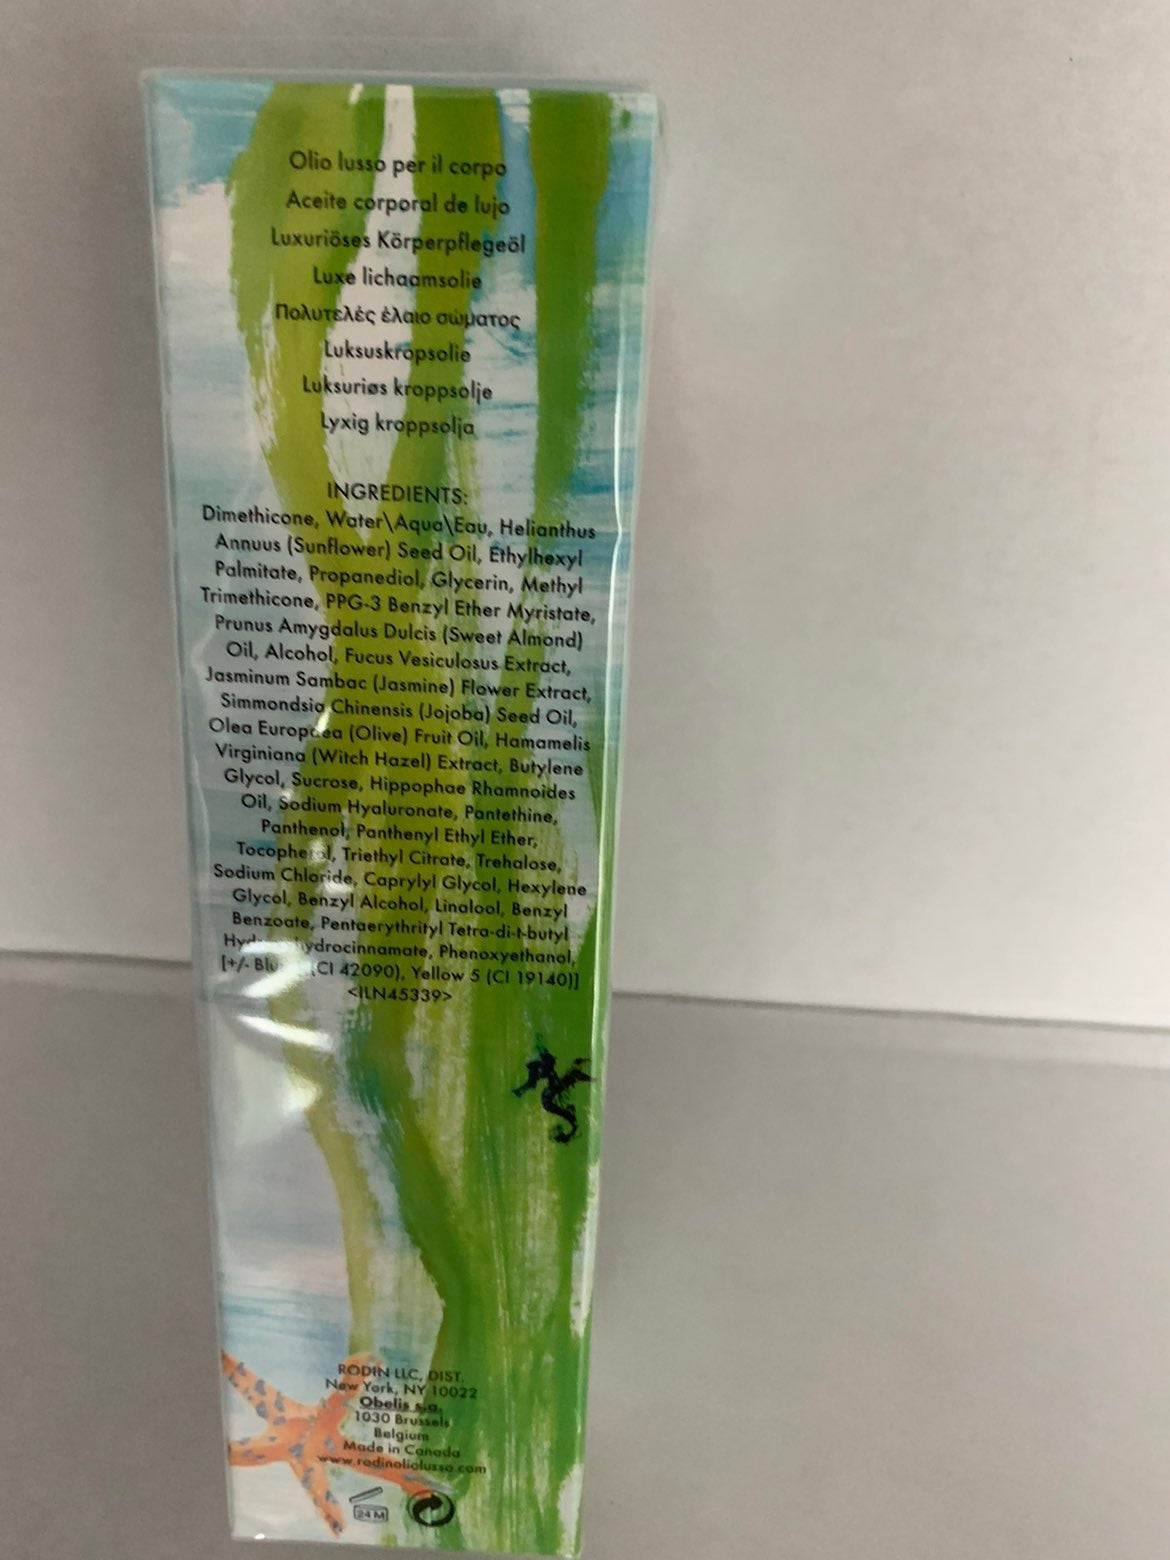 Olio lusso per il corpo
Aceite corporal de lujo
Luxuriöses Körperpflegeöl
Luxe lichaamsolie
Πολυτελές έλαιο σώματος
Luksuskropsolie
Luksuriøs kroppsolje
Lyxig kroppsolja
INGREDIENTS:
Dimethicone, Water\Aqua\Eau, Helianthus
Annuus (Sunflower) Seed Oil, Ethylhexyl
Palmitate, Propanediol, Glycerin, Methyl
Trimethicone, PPG-3 Benzyl Ether Myristate,
Prunus Amygdalus Dulcis (Sweet Almond)
Oil, Alcohol, Fucus Vesiculosus Extract,
Jasminum Sambac (Jasmine) Flower Extract,
Simmondsia Chinensis (Jojoba) Seed Oil,
Olea Europaea (Olive) Fruit Oil, Hamamelis
Virginiana (Witch Hazel) Extract, Butylene
Glycol, Sucrose, Hippophae Rhamnoides
Oil, Sodium Hyaluronate, Pantethine,
Panthenol, Panthenyl Ethyl Ether,
Tocopherol, Triethyl Citrate, Trehalose,
Sodium Chloride, Caprylyl Glycol, Hexylene
Glycol, Benzyl Alcohol, Linalool, Benzyl
Benzoate, Pentaerythrityl Tetra-di-t-butyl
Phenoxyethanol,
[+/- (CI 42090), Yellow 5 (CI 19140)]
<ILN45339>
RODIN LLC, DIST.
New York, NY 10022
Obelis s.a.
1030 Brussels
Belgium
Made in Canada
www.rodinoliolusso.com
24 M